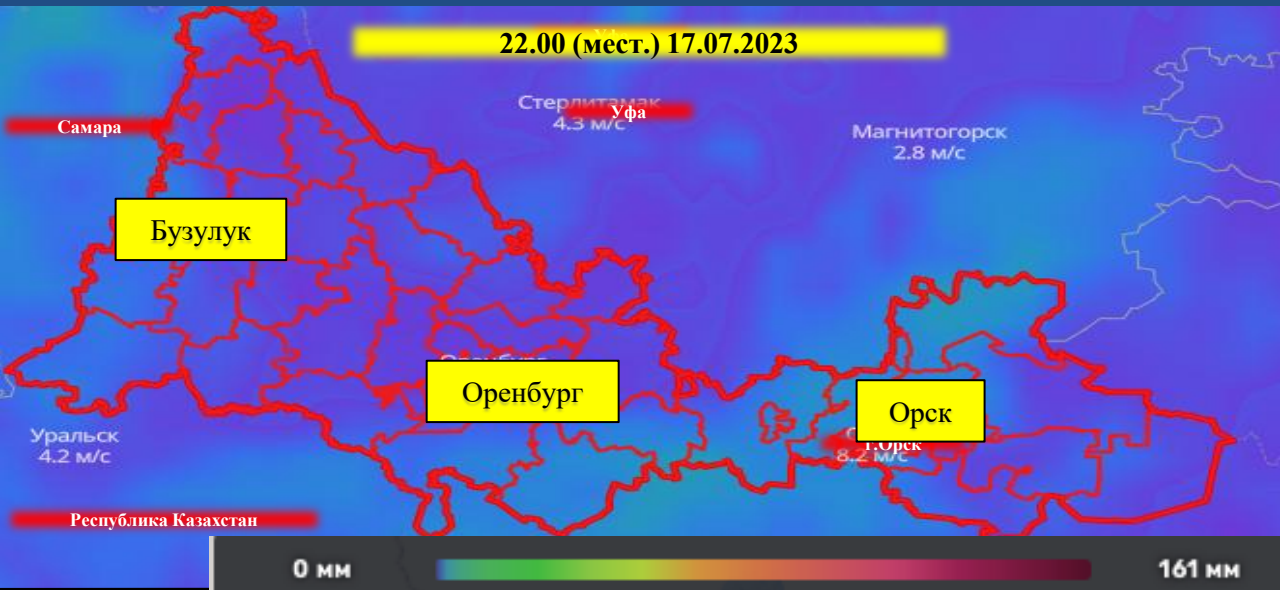 22.00 (мест.) 17.07.2023
Стерлитамак
Уфа
4.3 м/с
Самара
Магнитогорск
2.8 м/с
Бузулук
Оренбург
Оренбург
Орск
г.Орск
8.2 м/с
Уральск
4.2 м/с
Республика Казахстан
0 мм
161 мм